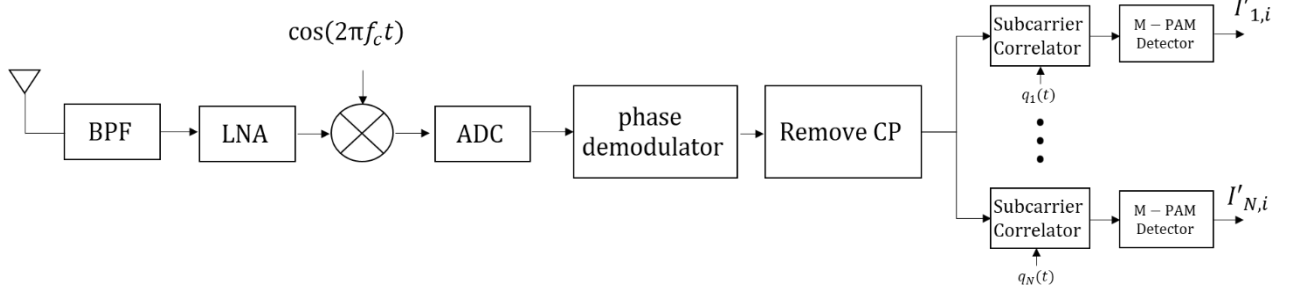 cos(2πf_c t)
BPF
LNA
ADC
phase
demodulator
Remove CP
Subcarrier
Correlator
q_1(t)
M – PAM
Detector
I'_{1,i}
Subcarrier
Correlator
q_N(t)
M – PAM
Detector
I'_{N,i}